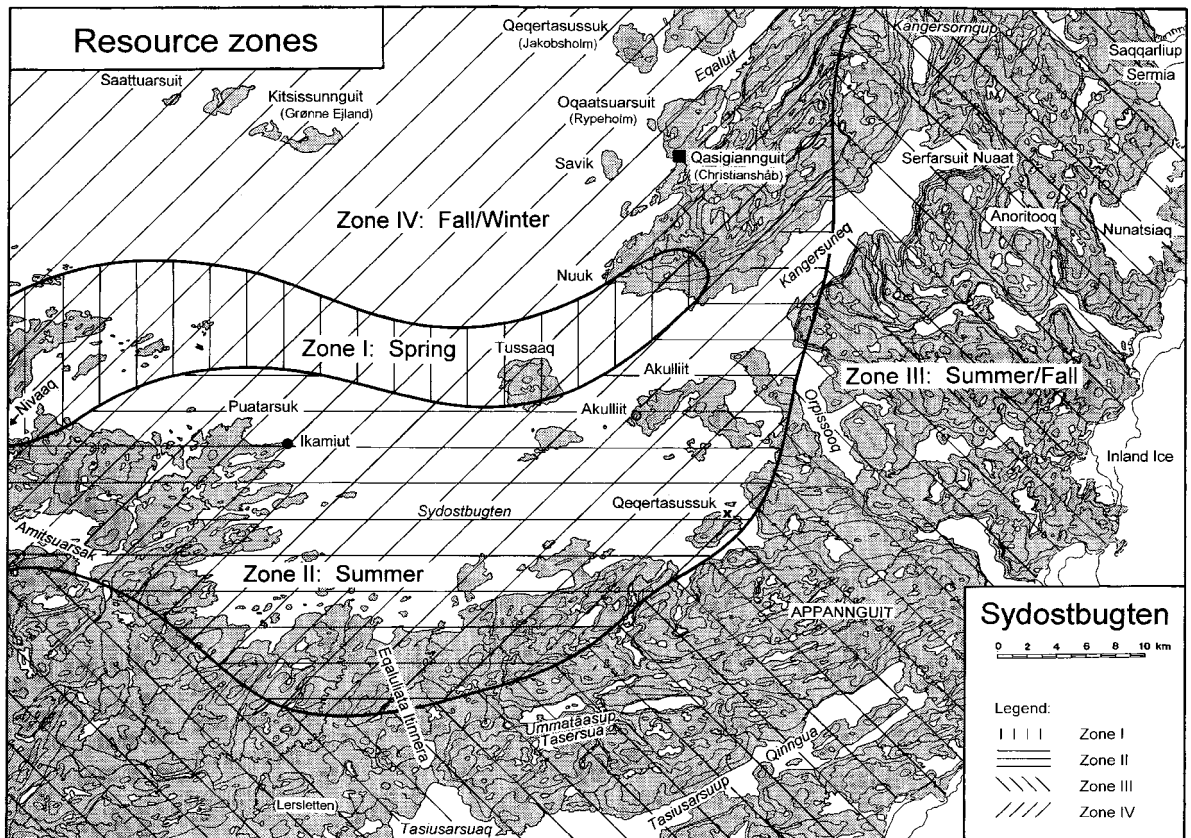 Resource zones
Qeqertasussuk
(Jakobsholm)
Kangersorngup
Saqqarliup
Sermia
Eqaluit
Saattuarsuit
Kitsissunnguit
(Grønne Ejland)
Oqaatsuarsuit
(Rypeholm)
Savik
Qasigiannguit
(Christianshåb)
Serfarsuit Nuaat
Anoritooq
Nunatsiaq
Zone IV: Fall/Winter
Kangersuneq
Nuuk
Zone I: Spring
Tussaaq
Akulliit
Zone III: Summer/Fall
Nivaaq
Puatarsuk
Akulliit
Orpissooq
Ikamiut
Inland Ice
Qeqertasussuk
x
Sydostbugten
Amitsuarsak
Zone II: Summer
APPANNGUIT
Eqalullata Itinnera
Ummatäasup
Tasersua
Qinngua
Tasiusarsuup
(Lersletten)
Tasiusarsuaq
Sydostbugten
0 2 4 6 8 10 km
Legend:
Zone I
Zone II
Zone III
Zone IV